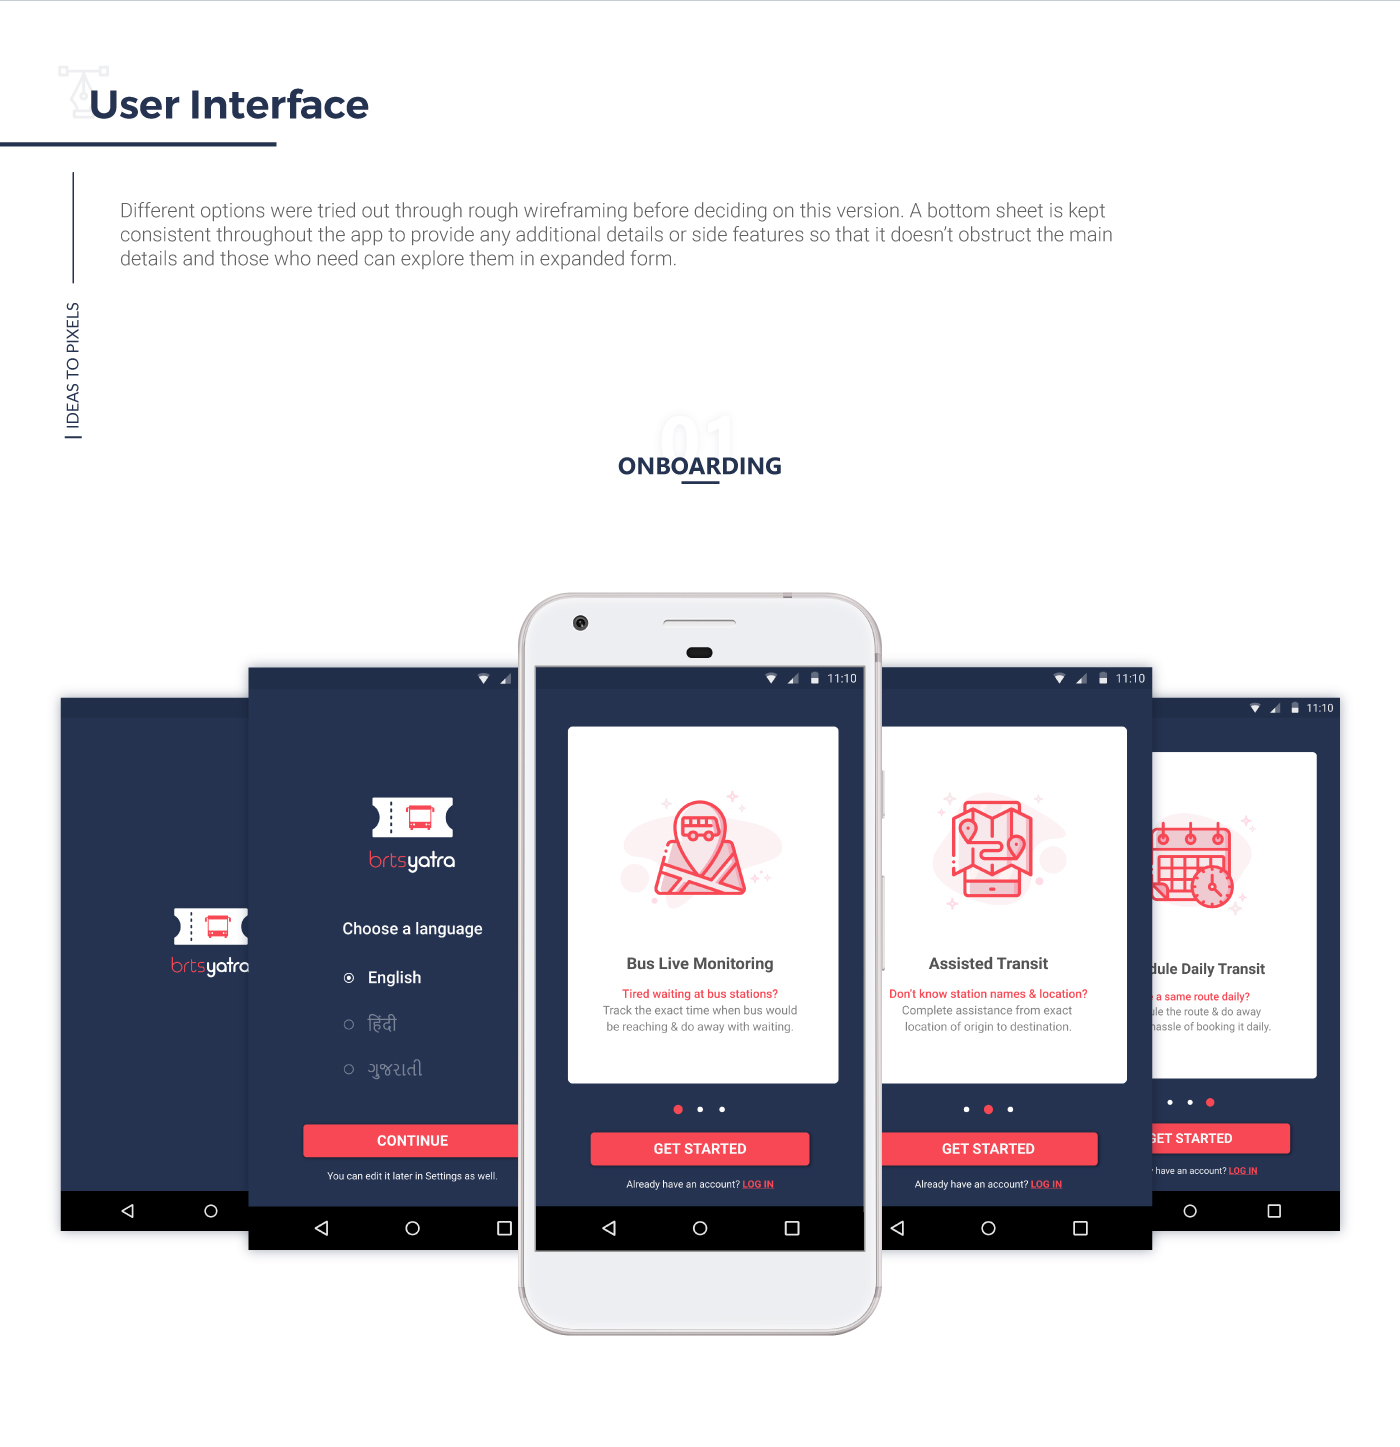 User Interface
Different options were tried out through rough wireframing before deciding on this version. A bottom sheet is kept
consistent throughout the app to provide any additional details or side features so that it doesn't obstruct the main
details and those who need can explore them in expanded form.
| IDEAS TO PIXELS
01
ONBOARDING
brtsyatra
brtsyatra
Choose a language
English
हिंदी
ગુજરાતી
CONTINUE
You can edit it later in Settings as well.
11:10
Bus Live Monitoring
Tired waiting at bus stations?
Track the exact time when bus would
be reaching & do away with waiting.
GET STARTED
Already have an account? LOG IN
11:10
Assisted Transit
Don't know station names & location?
Complete assistance from exact
location of origin to destination.
GET STARTED
Already have an account? LOG IN
11:10
Daily Transit
a same route daily?
the route & do away
of booking it daily.
GET STARTED
have an account? LOG IN